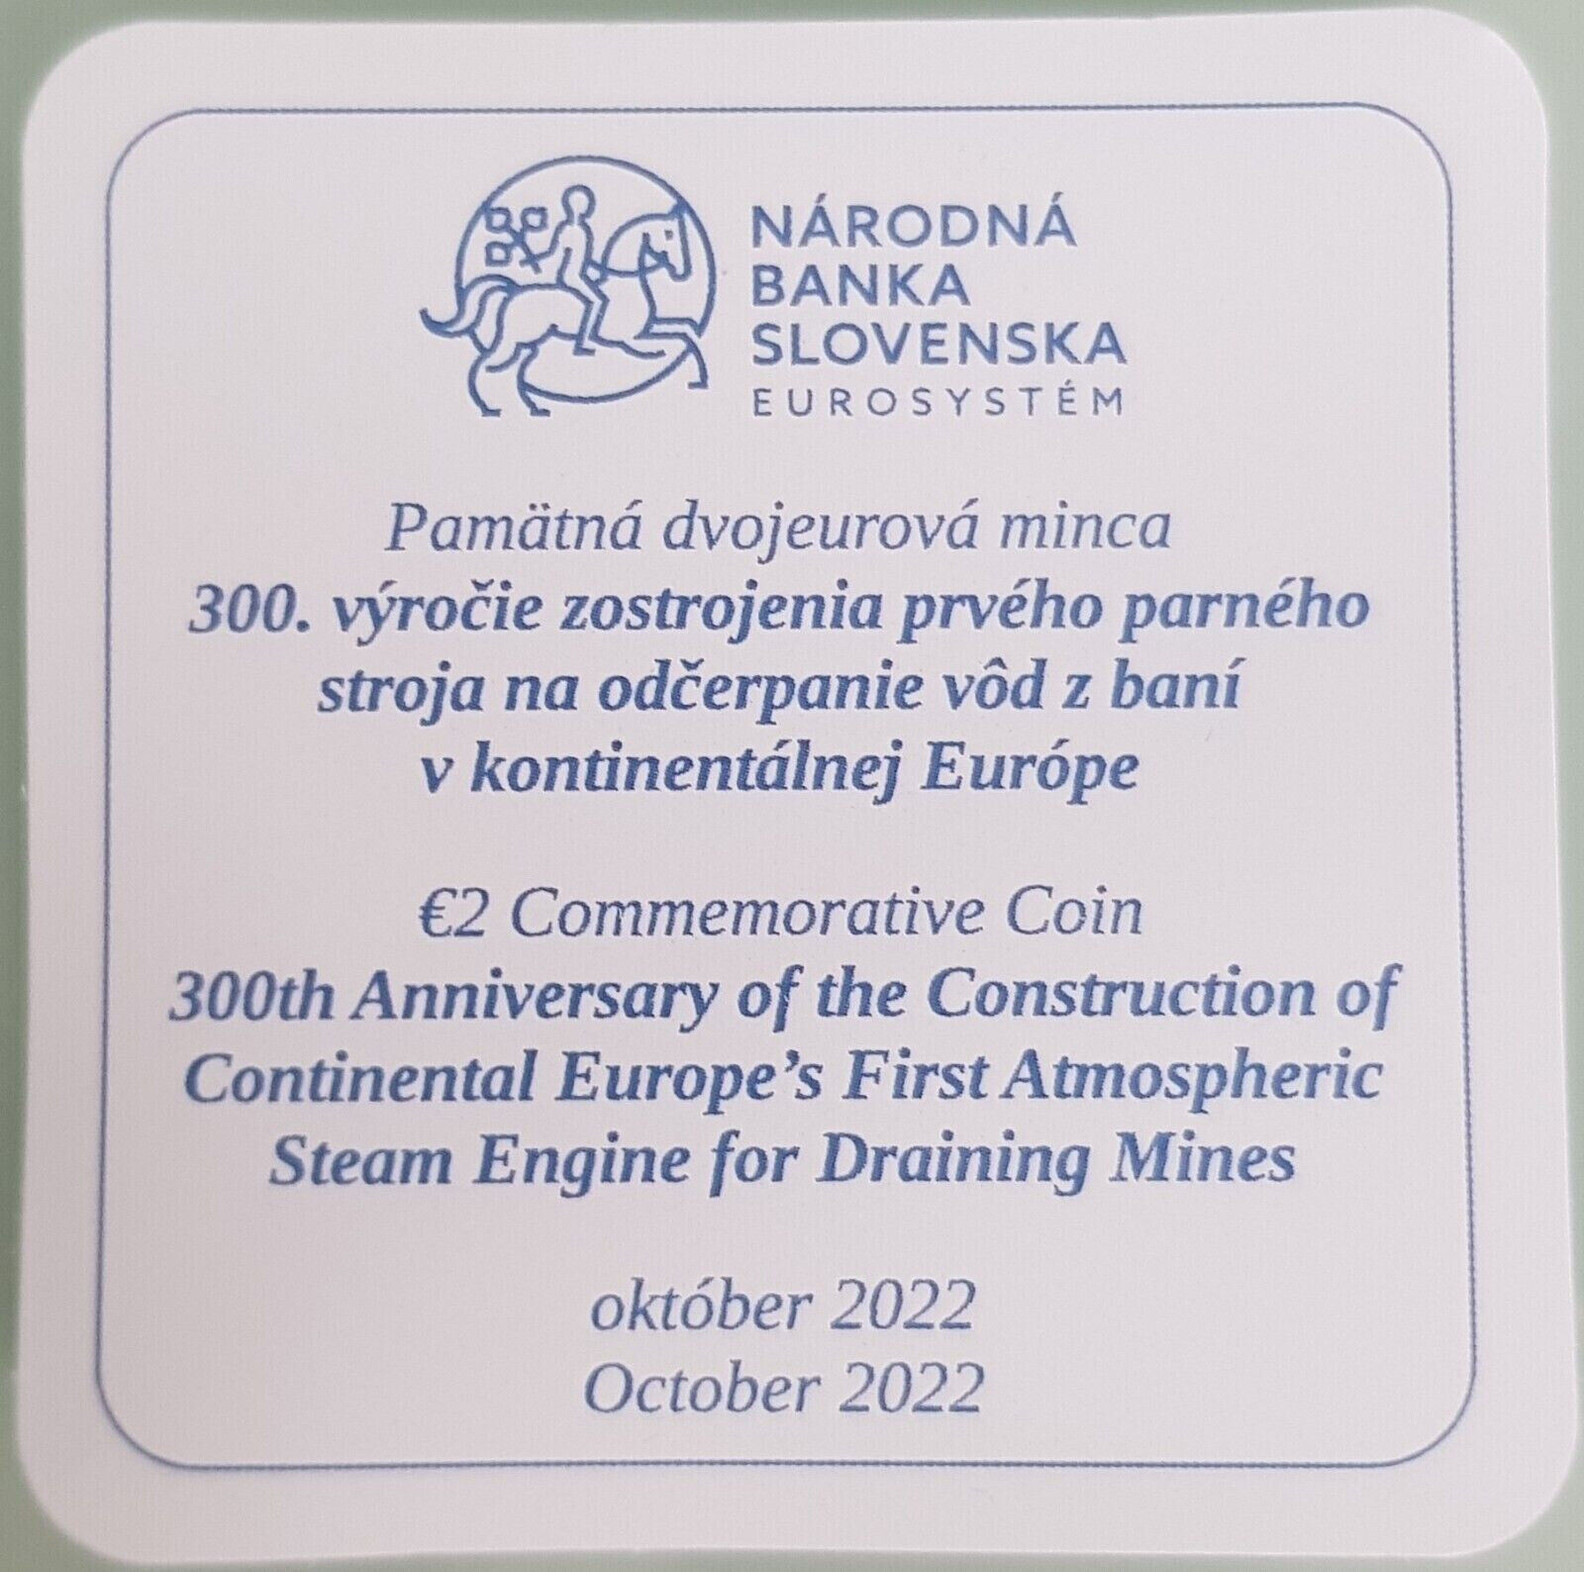 NÁRODNÁ
BANKA
SLOVENSKA
EUROSYSTÉM
Pamätná dvojeurová minca
300. výročie zostrojenia prvého parného
stroja na odčerpanie vôd z baní
v kontinentálnej Európe
€2 Commemorative Coin
300th Anniversary of the Construction of
Continental Europe’s First Atmospheric
Steam Engine for Draining Mines
október 2022
October 2022